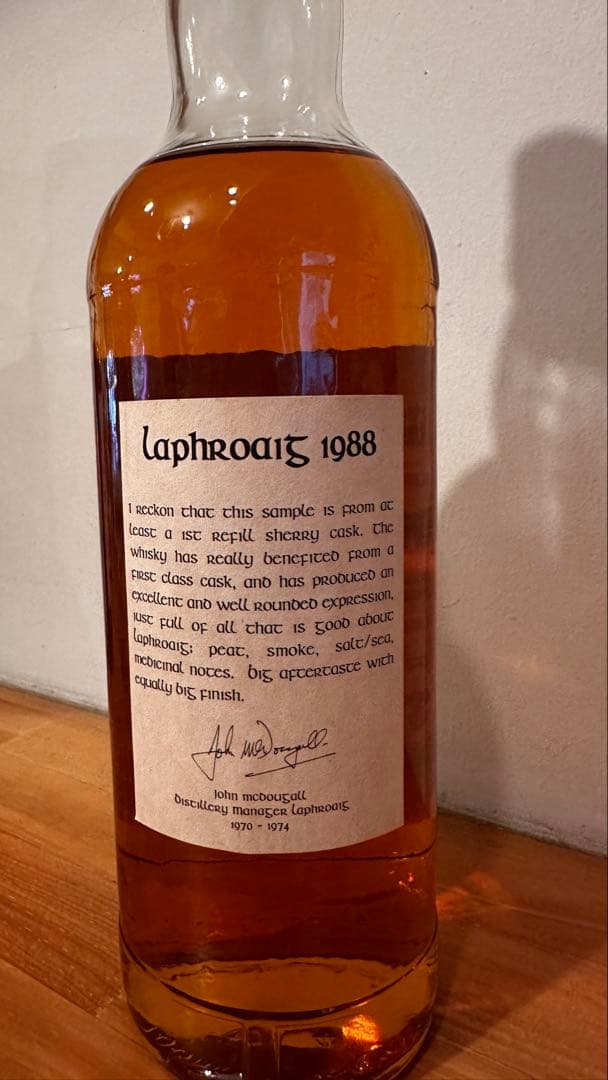 Laphroaig 1988
I reckon that this sample is from at
least a 1st refill sherry cask. The
whisky has really benefited from a
first class cask, and has produced an
excellent and well rounded expression,
just full of all that is good about
Laphroaig; peat, smoke, salt/sea,
medicinal notes. Big aftertaste with
equally big finish.
John McDougall
John McDougall
Distillery Manager Laphroaig
1970 - 1974